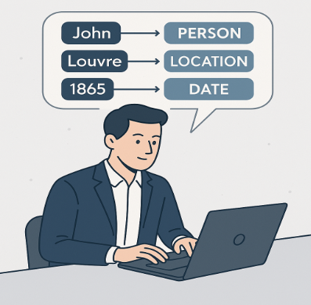 John PERSON
Louvre LOCATION
1865 DATE